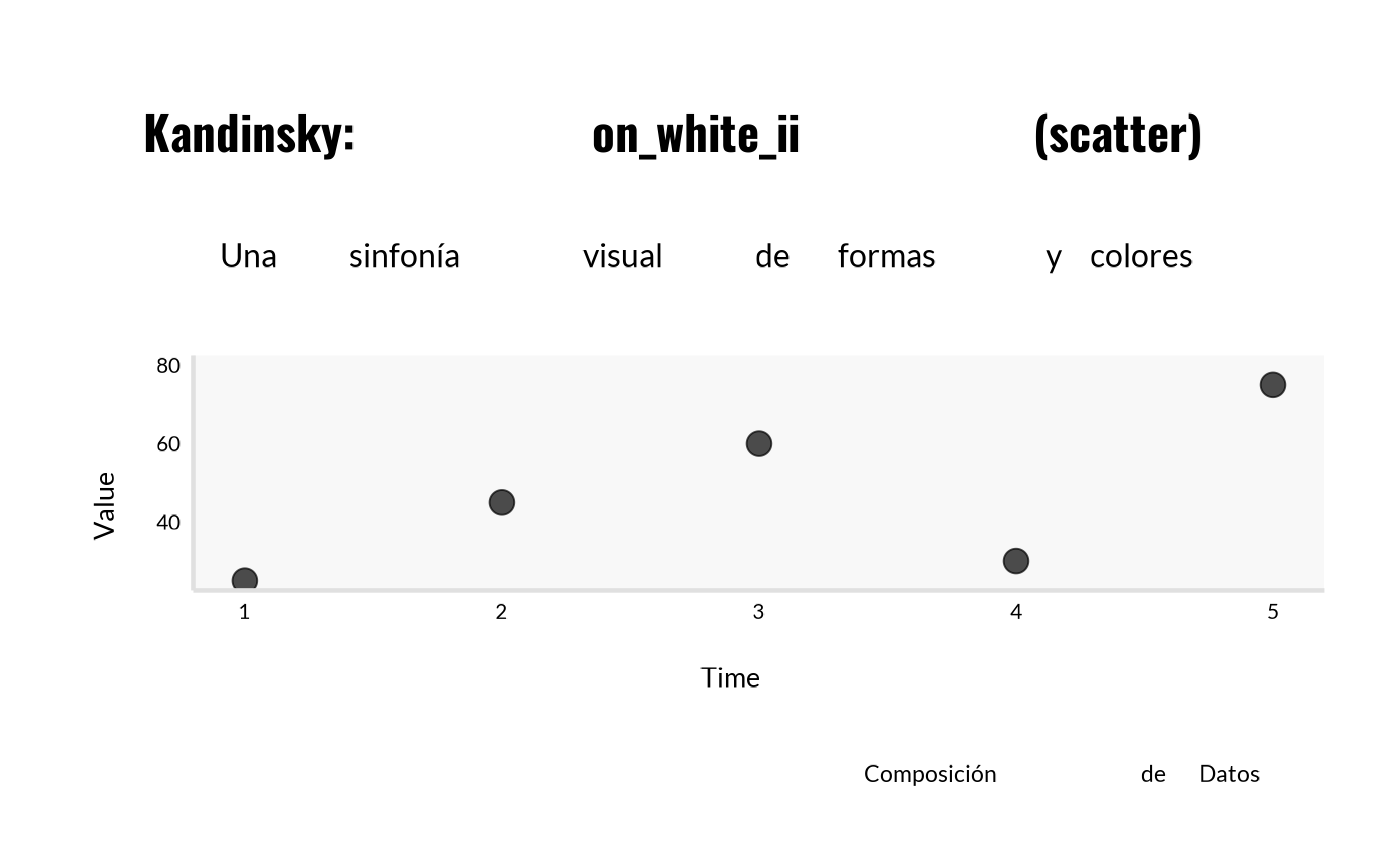 Kandinsky: on_white_ii (scatter)
Una sinfonía visual de formas y colores
80
60
40
Value
1 2 3 4 5
Time
Composición de Datos